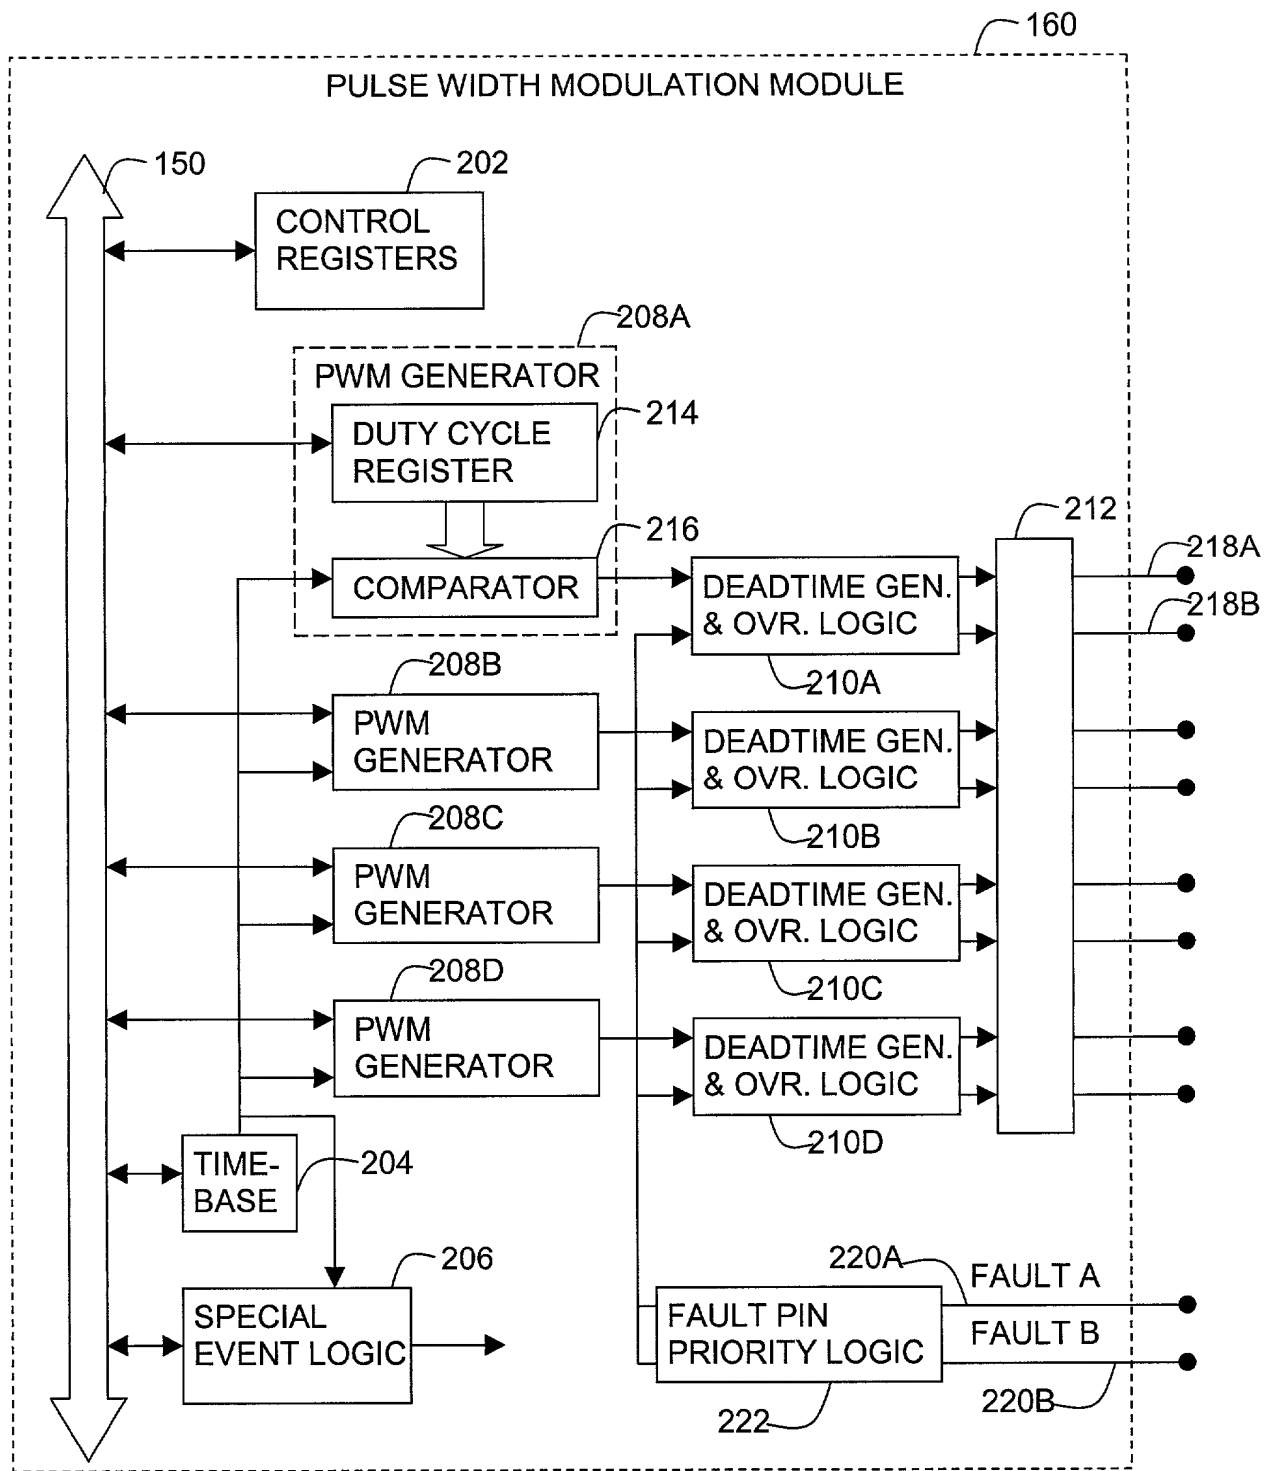 160
PULSE WIDTH MODULATION MODULE
150
202
CONTROL
REGISTERS
208A
PWM GENERATOR
214
DUTY CYCLE
REGISTER
216
COMPARATOR
212
218A
218B
DEADTIME GEN.
& OVR. LOGIC
210A
208B
PWM
GENERATOR
DEADTIME GEN.
& OVR. LOGIC
210B
208C
PWM
GENERATOR
DEADTIME GEN.
& OVR. LOGIC
210C
208D
PWM
GENERATOR
DEADTIME GEN.
& OVR. LOGIC
210D
TIME-
BASE
204
206
SPECIAL
EVENT LOGIC
220A
FAULT A
FAULT PIN
PRIORITY LOGIC
FAULT B
220B
222